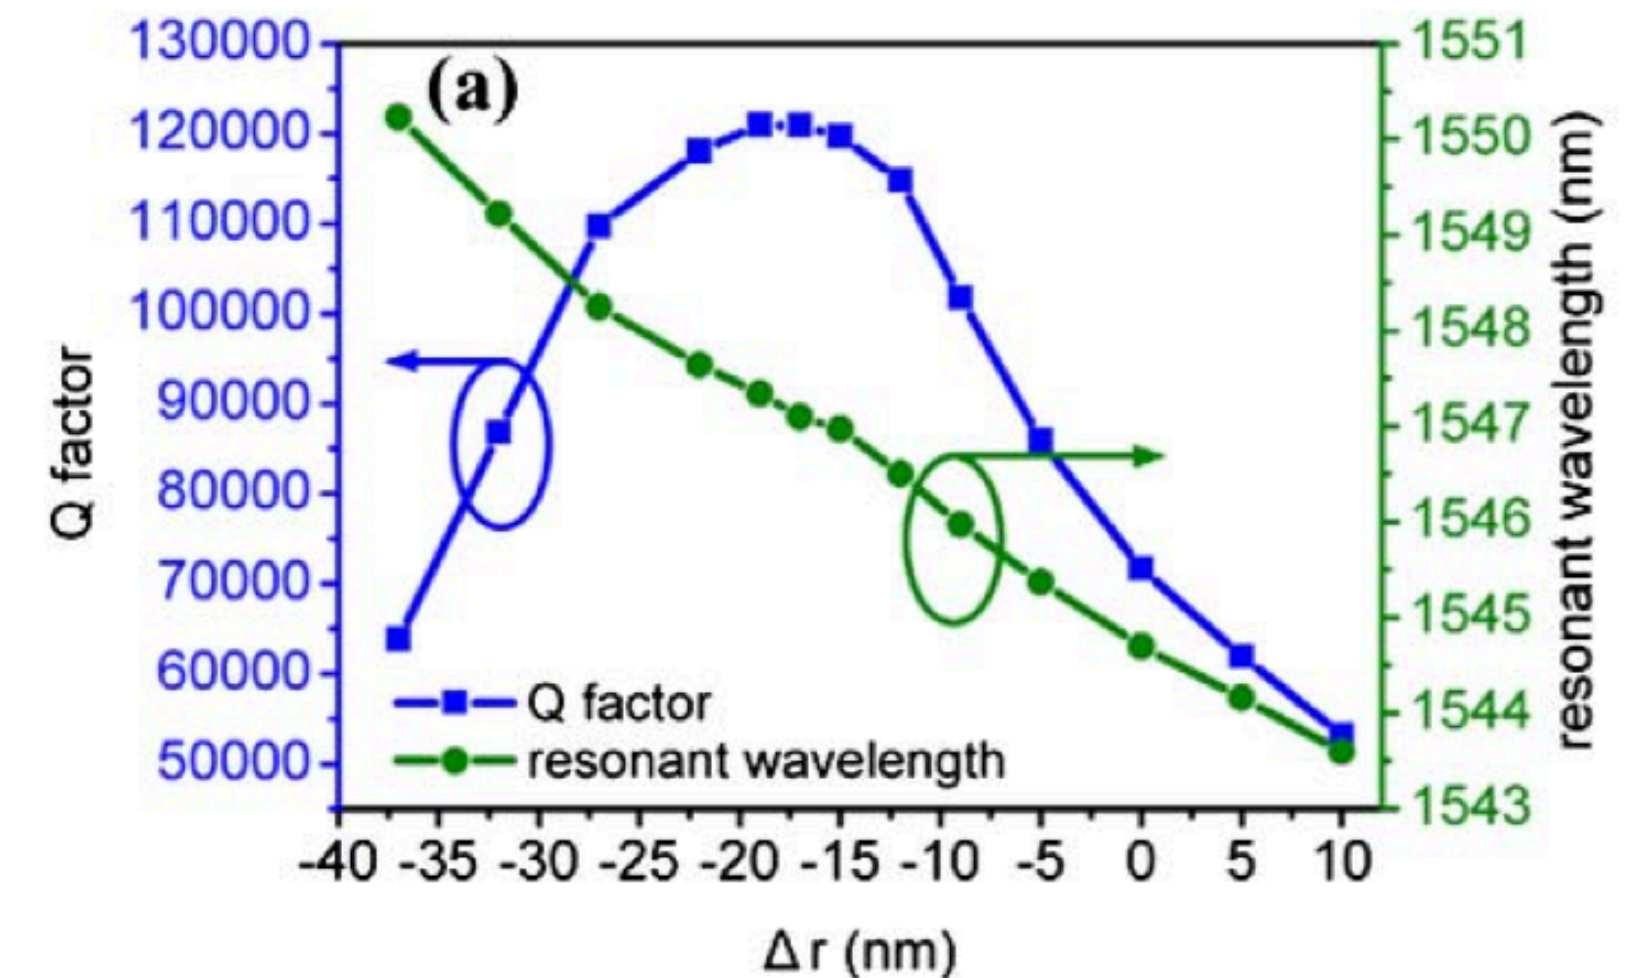 (a)
Q factor
130000
120000
110000
100000
90000
80000
70000
60000
50000
1551
1550
1549
1548
1547
1546
1545
1544
1543
resonant wavelength (nm)
Q factor
resonant wavelength
-40 -35 -30 -25 -20 -15 -10 -5 0 5 10
Δ r (nm)